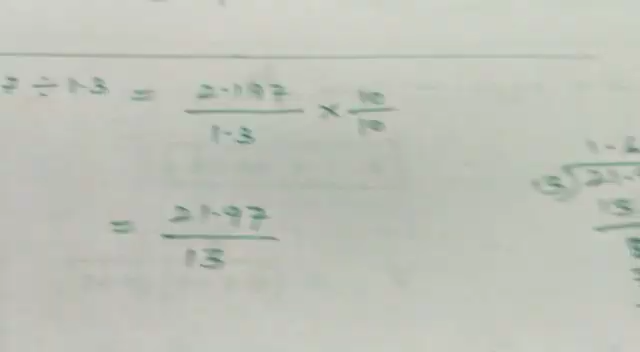 ÷ 1.3 = 2.197/1.3 × 10/10
= 21.97/13
13